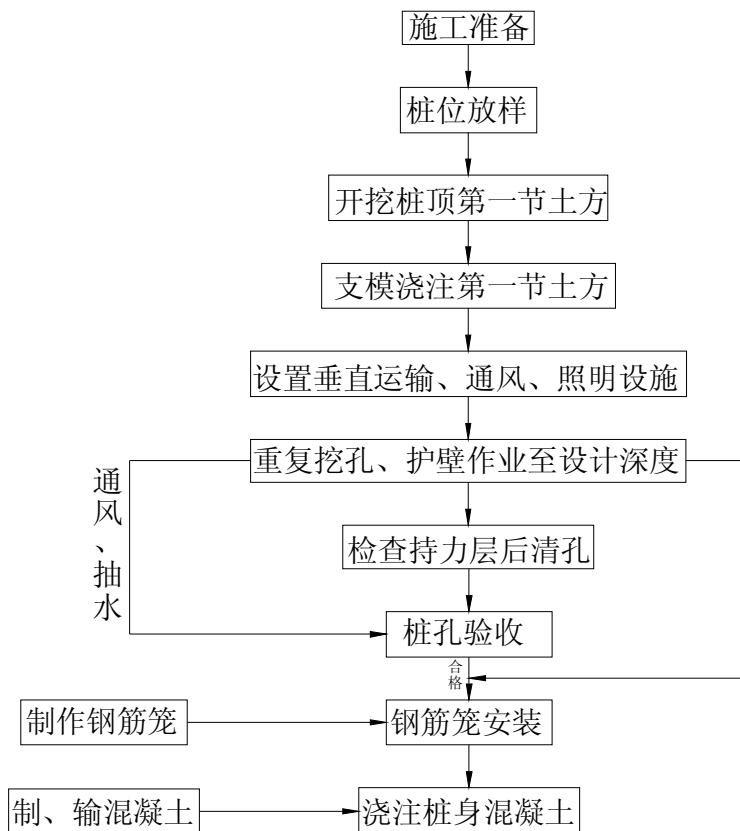 施工准备
桩位放样
开挖桩顶第一节土方
支模浇注第一节土方
设置垂直运输、通风、照明设施
重复挖孔、护壁作业至设计深度
通风、抽水
检查持力层后清孔
桩孔验收
合格
制作钢筋笼
钢筋笼安装
制、输混凝土
浇注桩身混凝土